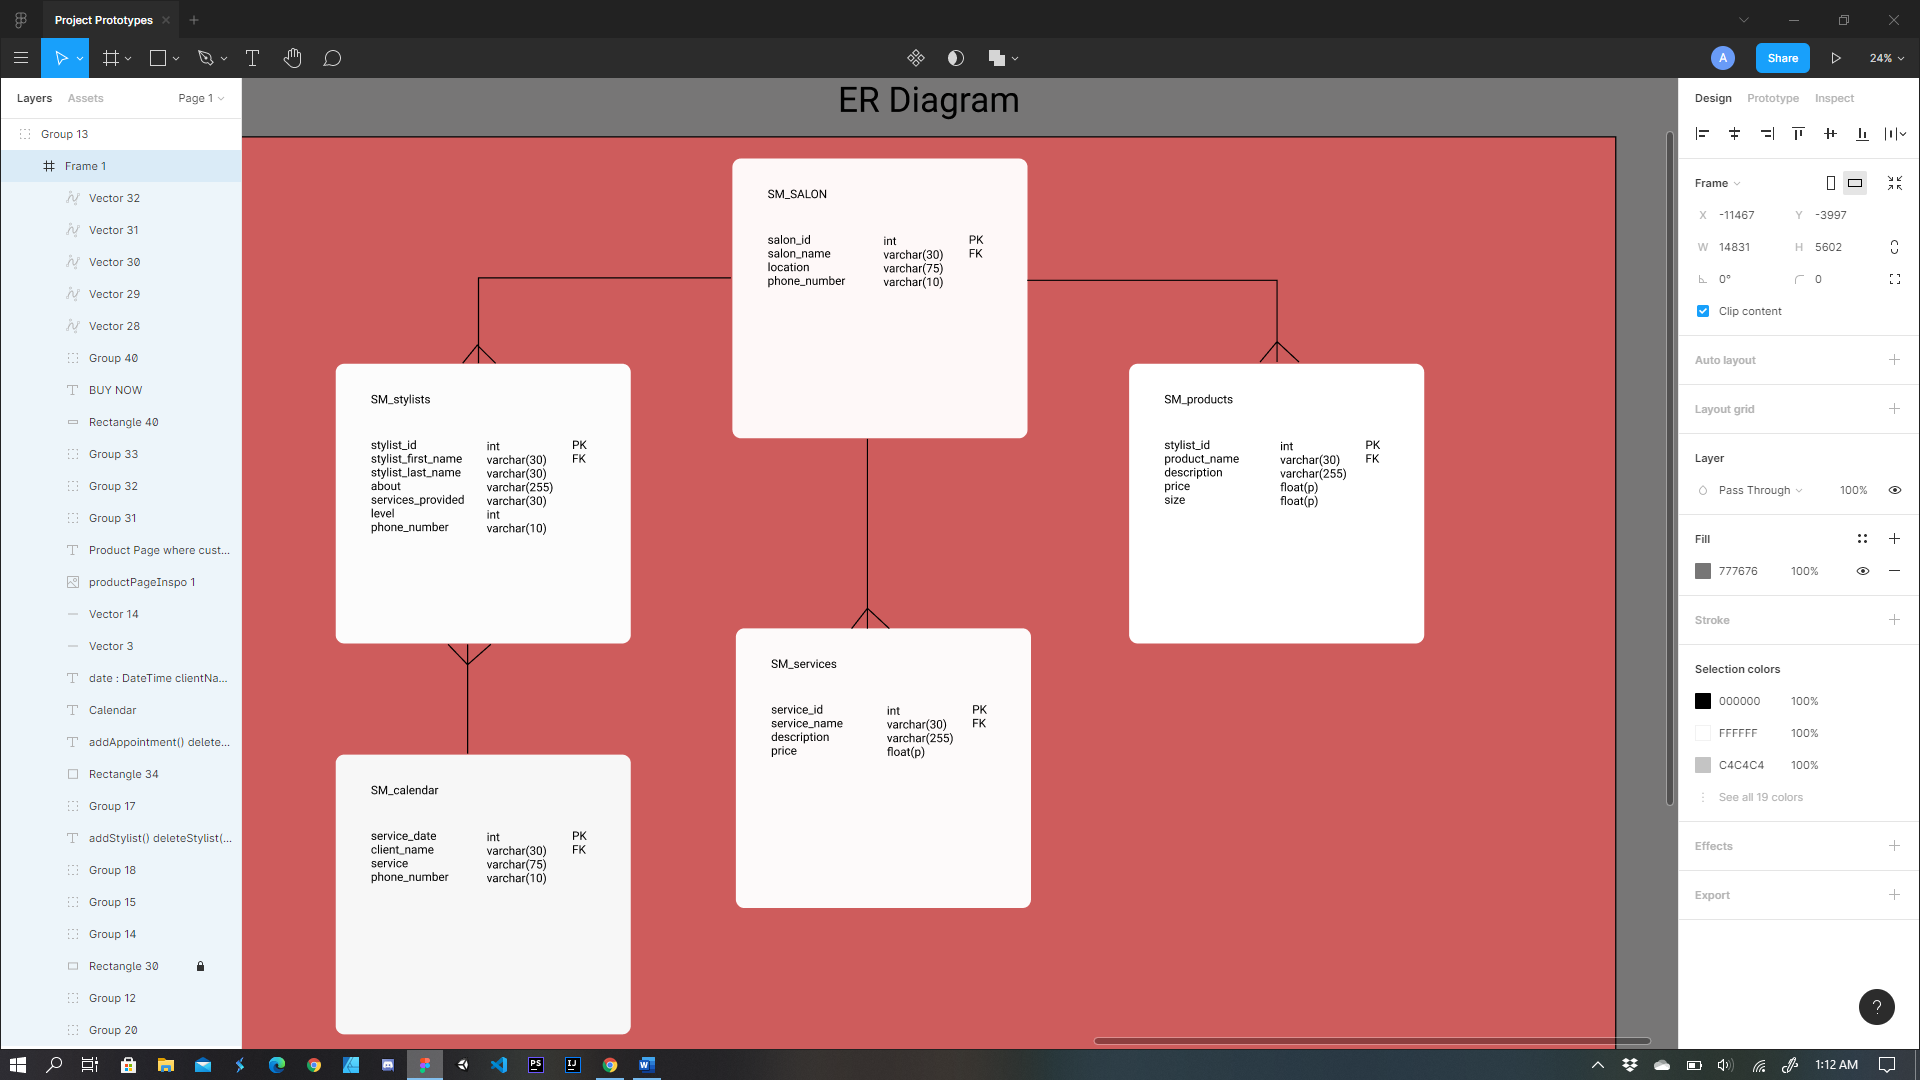 Project Prototypes
A
Share
24%
Layers
Assets
Page 1
Group 13
Frame 1
Vector 32
Vector 31
Vector 30
Vector 29
Vector 28
Group 40
BUY NOW
Rectangle 40
Group 33
Group 32
Group 31
Product Page where cust...
productPageInspo 1
Vector 14
Vector 3
date : DateTime clientNa...
Calendar
addAppointment() delete...
Rectangle 34
Group 17
addStylist() deleteStylist(...
Group 18
Group 15
Group 14
Rectangle 30
Group 12
Group 20
ER Diagram
SM_SALON
salon_id int PK
salon_name varchar(30) FK
location varchar(75)
phone_number varchar(10)
SM_stylists
stylist_id int PK
stylist_first_name varchar(30) FK
stylist_last_name varchar(30)
about varchar(255)
services_provided varchar(30)
level int
phone_number varchar(10)
SM_products
stylist_id int PK
product_name varchar(30) FK
description varchar(255)
price float(p)
size float(p)
SM_services
service_id int PK
service_name varchar(30) FK
description varchar(255)
price float(p)
SM_calendar
service_date int PK
client_name varchar(30) FK
service varchar(75)
phone_number varchar(10)
Design
Prototype
Inspect
Frame
X -11467 Y -3997
W 14831 H 5602
0° 0
Clip content
Auto layout
Layout grid
Layer
Pass Through 100%
Fill
777676 100%
Stroke
Selection colors
000000 100%
FFFFFF 100%
C4C4C4 100%
See all 19 colors
Effects
Export
?
PS
IJ
W
1:12 AM